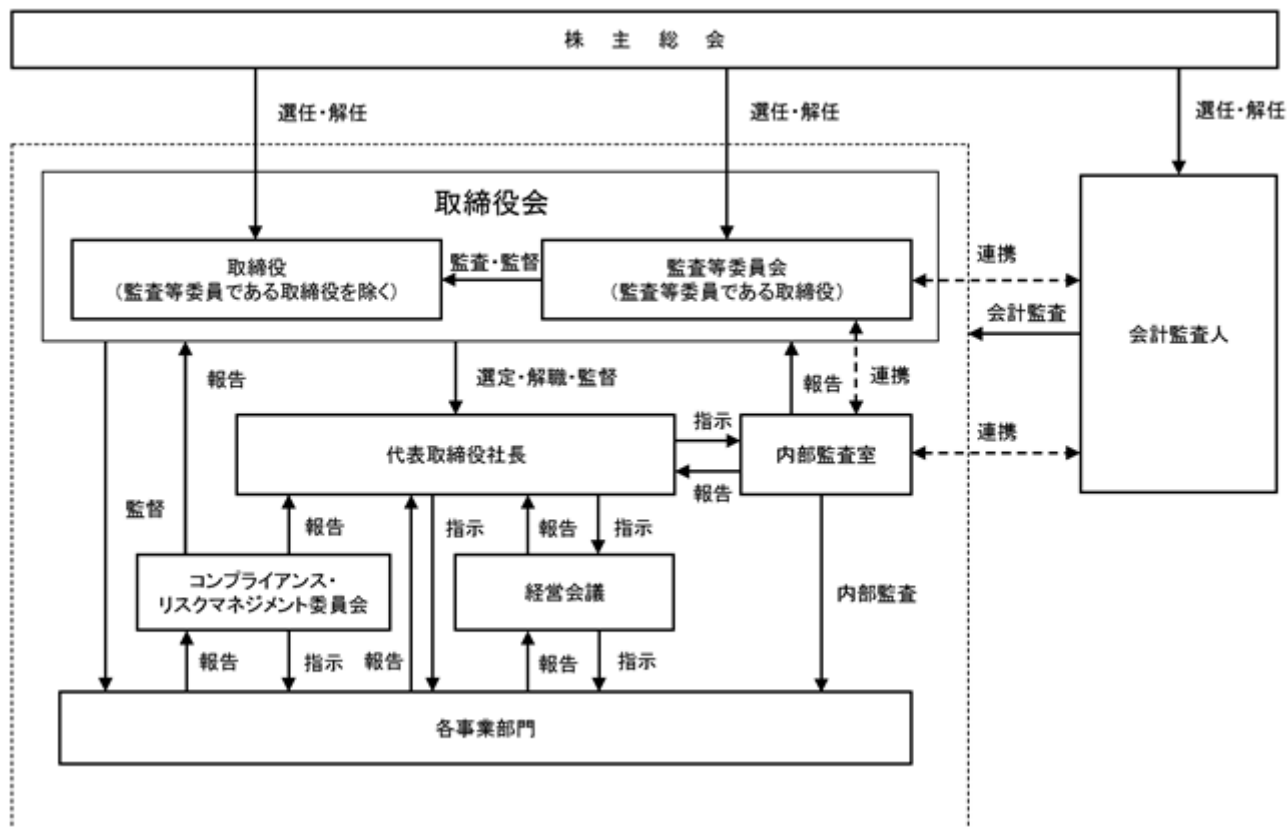 株主総会
選任・解任
選任・解任
選任・解任
取締役会
取締役
（監査等委員である取締役を除く）
監査・監督
監査等委員会
（監査等委員である取締役）
連携
会計監査
会計監査人
報告
選定・解職・監督
報告
連携
代表取締役社長
指示
報告
内部監査室
連携
監督
報告
指示
報告
指示
コンプライアンス・
リスクマネジメント委員会
経営会議
内部監査
報告
指示
報告
報告
指示
各事業部門